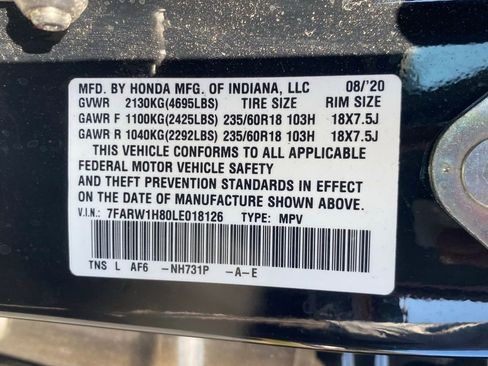 MFD. BY HONDA MFG. OF INDIANA, LLC 08/'20
GVWR 2130KG(4695LBS) TIRE SIZE RIM SIZE
GAWR F 1100KG(2425LBS) 235/60R18 103H 18X7.5J
GAWR R 1040KG(2292LBS) 235/60R18 103H 18X7.5J
THIS VEHICLE CONFORMS TO ALL APPLICABLE
FEDERAL MOTOR VEHICLE SAFETY
AND THEFT PREVENTION STANDARDS IN EFFECT
ON THE DATE OF MANUFACTURE SHOWN ABOVE.
V.I.N.: 7FARW1H80LE018126 TYPE: MPV
TNS L AF6 -NH731P -A-E